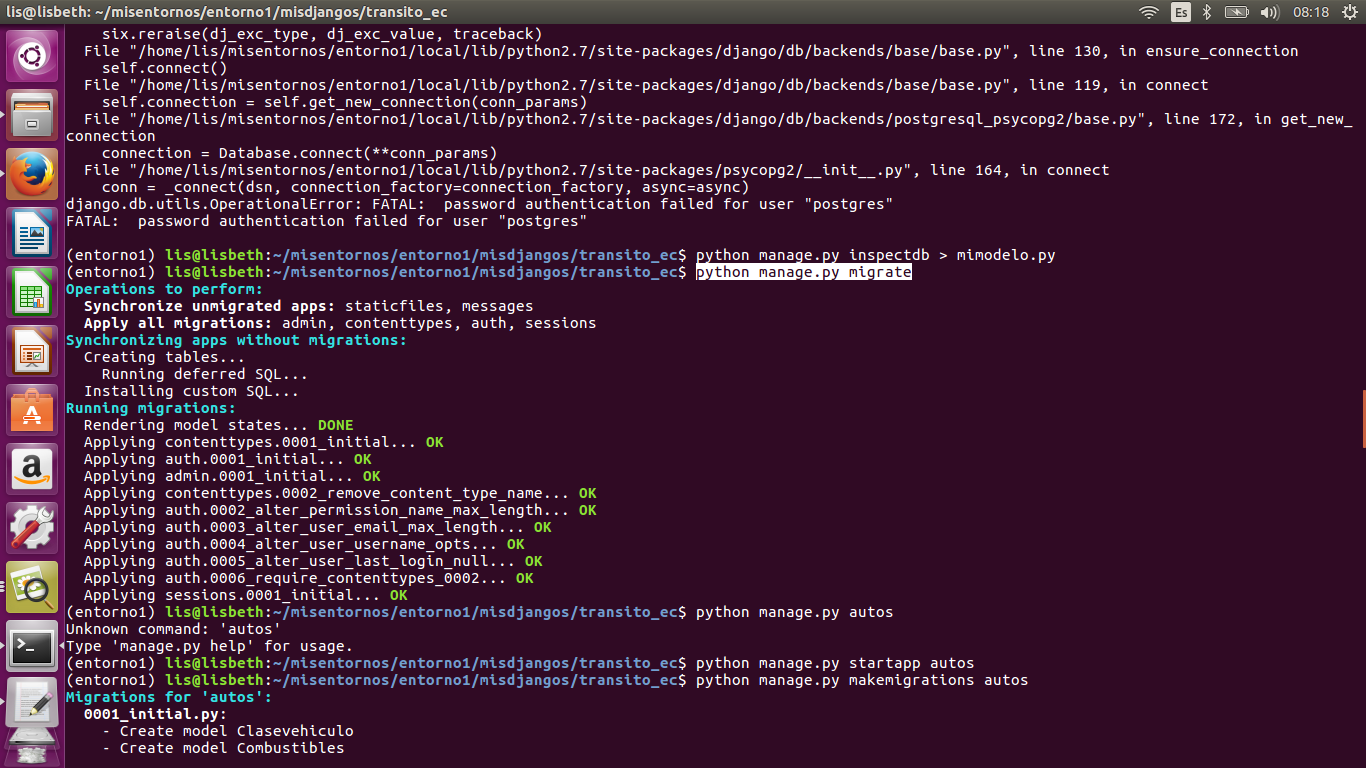 lis@lisbeth: ~/misentornos/entorno1/misdjangos/transito_ec
Es
08:18
six.reraise(dj_exc_type, dj_exc_value, traceback)
File "/home/lis/misentornos/entorno1/local/lib/python2.7/site-packages/django/db/backends/base/base.py", line 130, in ensure_connection
self.connect()
File "/home/lis/misentornos/entorno1/local/lib/python2.7/site-packages/django/db/backends/base/base.py", line 119, in connect
self.connection = self.get_new_connection(conn_params)
File "/home/lis/misentornos/entorno1/local/lib/python2.7/site-packages/django/db/backends/postgresql_psycopg2/base.py", line 172, in get_new_
connection
connection = Database.connect(**conn_params)
File "/home/lis/misentornos/entorno1/local/lib/python2.7/site-packages/psycopg2/__init__.py", line 164, in connect
conn = _connect(dsn, connection_factory=connection_factory, async=async)
django.db.utils.OperationalError: FATAL:  password authentication failed for user "postgres"
FATAL:  password authentication failed for user "postgres"
(entorno1) lis@lisbeth:~/misentornos/entorno1/misdjangos/transito_ec$ python manage.py inspectdb > mimodelo.py
(entorno1) lis@lisbeth:~/misentornos/entorno1/misdjangos/transito_ec$ python manage.py migrate
Operations to perform:
Synchronize unmigrated apps: staticfiles, messages
Apply all migrations: admin, contenttypes, auth, sessions
Synchronizing apps without migrations:
Creating tables...
Running deferred SQL...
Installing custom SQL...
Running migrations:
Rendering model states... DONE
Applying contenttypes.0001_initial... OK
Applying auth.0001_initial... OK
Applying admin.0001_initial... OK
Applying contenttypes.0002_remove_content_type_name... OK
Applying auth.0002_alter_permission_name_max_length... OK
Applying auth.0003_alter_user_email_max_length... OK
Applying auth.0004_alter_user_username_opts... OK
Applying auth.0005_alter_user_last_login_null... OK
Applying auth.0006_require_contenttypes_0002... OK
Applying sessions.0001_initial... OK
(entorno1) lis@lisbeth:~/misentornos/entorno1/misdjangos/transito_ec$ python manage.py autos
Unknown command: 'autos'
Type 'manage.py help' for usage.
(entorno1) lis@lisbeth:~/misentornos/entorno1/misdjangos/transito_ec$ python manage.py startapp autos
(entorno1) lis@lisbeth:~/misentornos/entorno1/misdjangos/transito_ec$ python manage.py makemigrations autos
Migrations for 'autos':
0001_initial.py:
- Create model Clasevehiculo
- Create model Combustibles